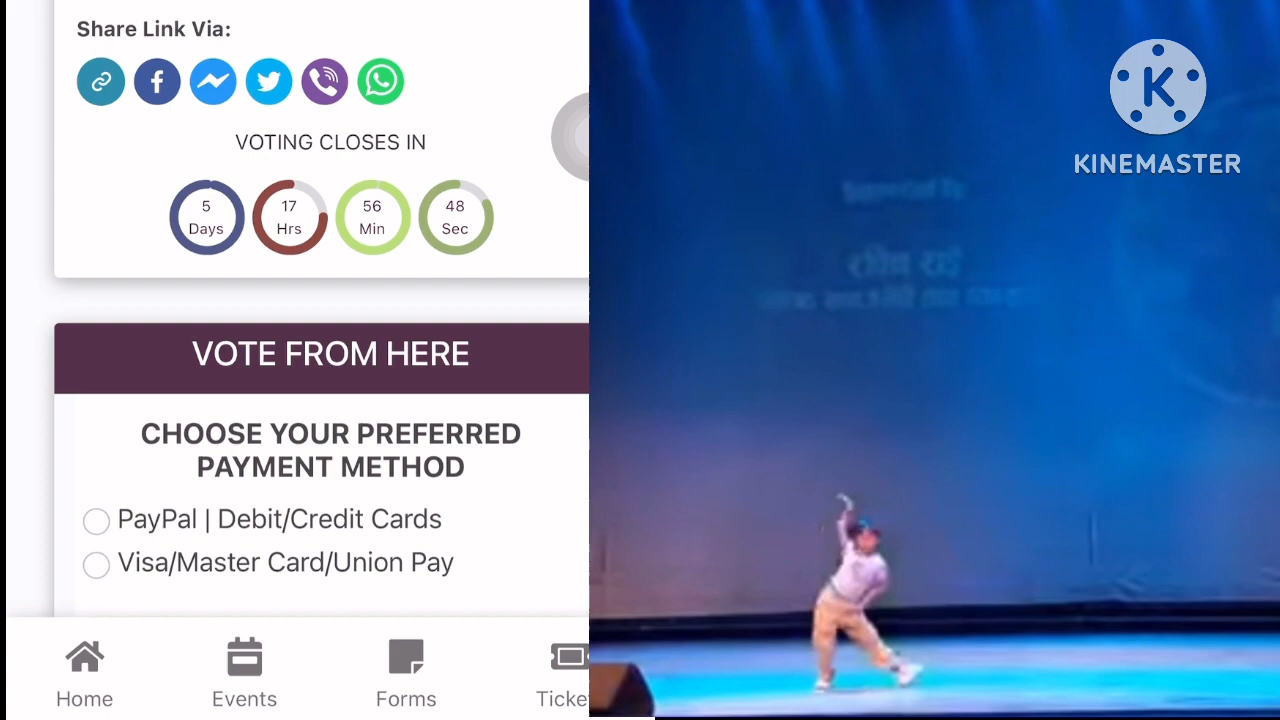 Share Link Via:
VOTING CLOSES IN
5
Days
17
Hrs
56
Min
48
Sec
VOTE FROM HERE
CHOOSE YOUR PREFERRED
PAYMENT METHOD
PayPal | Debit/Credit Cards
Visa/Master Card/Union Pay
Home
Events
Forms
Ticke
K
KINEMASTER